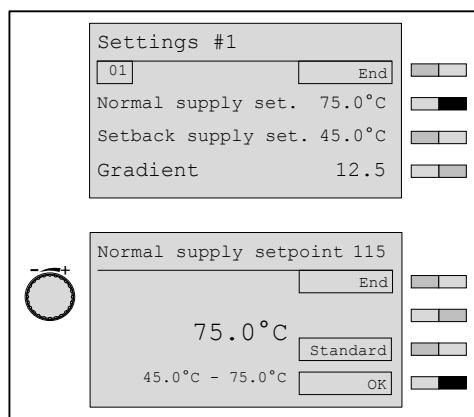 Settings #1
01 End
Normal supply set. 75.0°C
Setback supply set. 45.0°C
Gradient 12.5
Normal supply setpoint 115
- +
End
75.0°C
Standard
45.0°C - 75.0°C OK